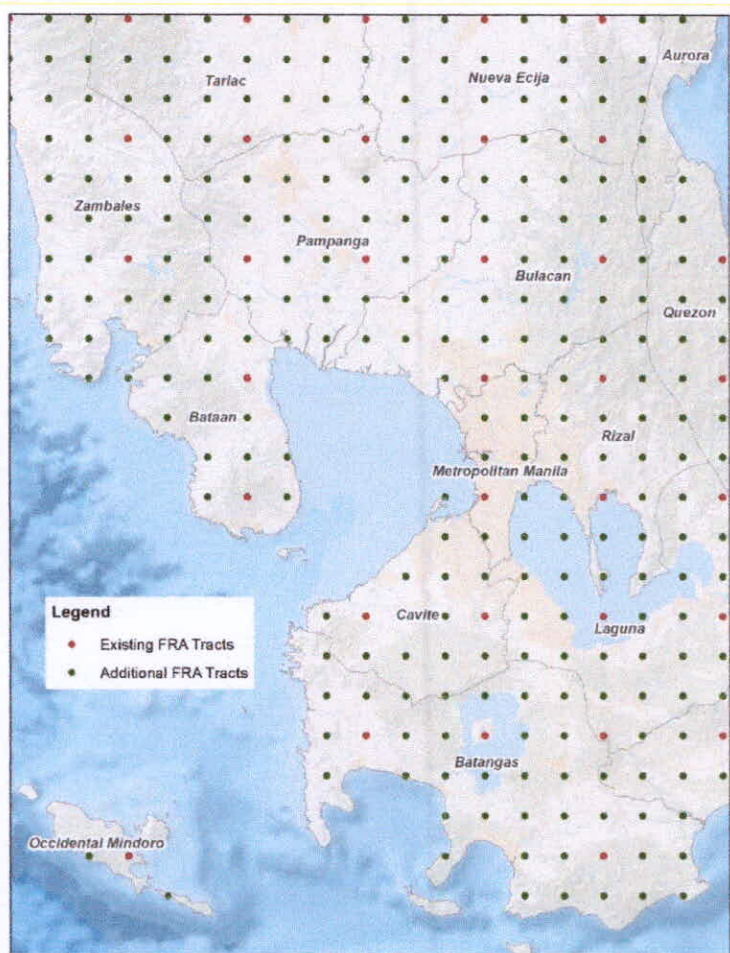 Aurora
Tarlac
Nueva Ecija
Zambales
Pampanga
Bulacan
Quezon
Bataan
Rizal
Metropolitan Manila
Legend
Existing FRA Tracts
Additional FRA Tracts
Cavite
Laguna
Batangas
Occidental Mindoro